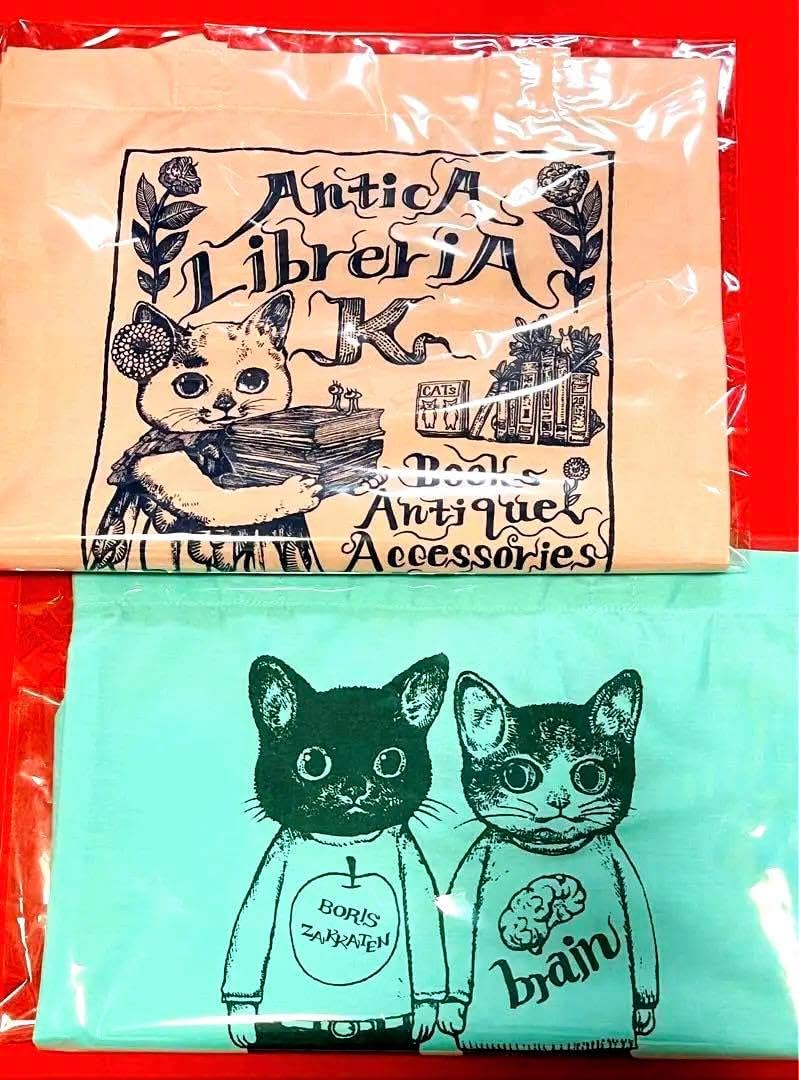 Antica
Libreria
K
CATS
Books
Antique
Accessories
BORIS
ZAKKATEN
brain